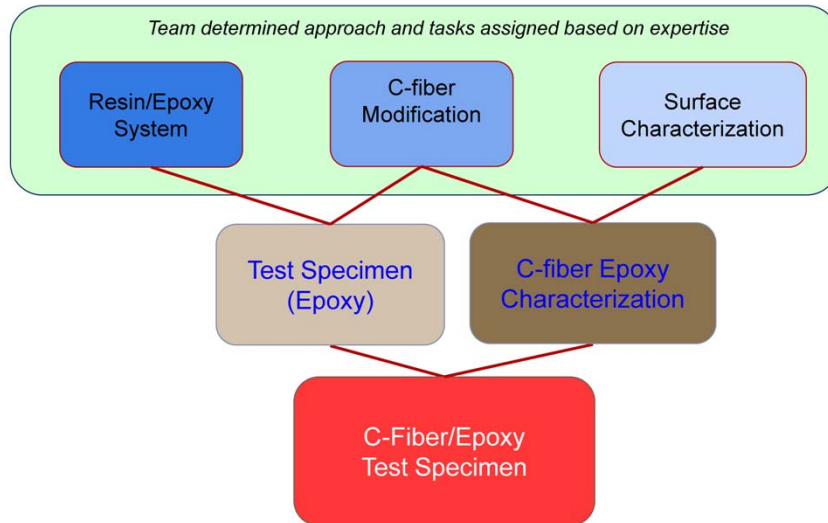 Team determined approach and tasks assigned based on expertise
Resin/Epoxy
System
C-fiber
Modification
Surface
Characterization
Test Specimen
(Epoxy)
C-fiber Epoxy
Characterization
C-Fiber/Epoxy
Test Specimen